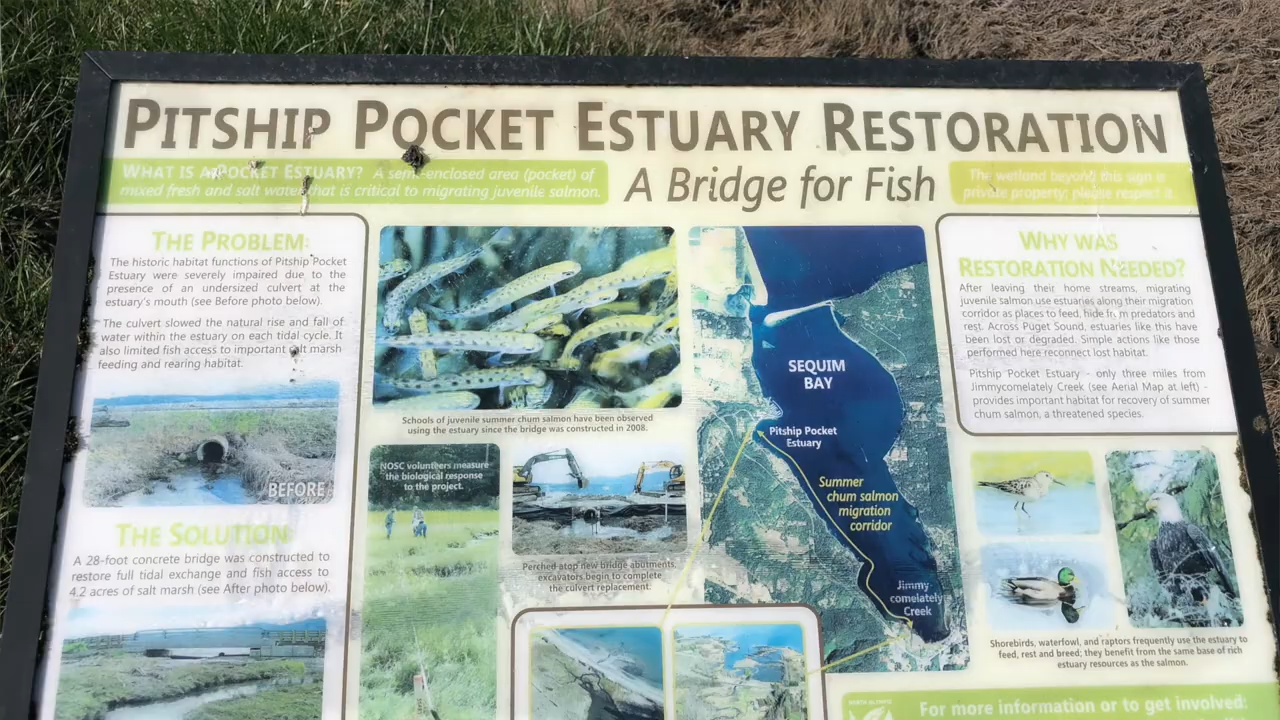 PITSHIP POCKET ESTUARY RESTORATION
WHAT IS A POCKET ESTUARY? A semi-enclosed area (pocket) of
mixed fresh and salt water that is critical to migrating juvenile salmon.
A Bridge for Fish
The wetland beyond this sign is
private property; please respect it.
THE PROBLEM:
The historic habitat functions of Pitship Pocket
Estuary were severely impaired due to the
presence of an undersized culvert at the
estuary's mouth (see Before photo below).
The culvert slowed the natural rise and fall of
water within the estuary on each tidal cycle. It
also limited fish access to important salt marsh
feeding and rearing habitat.
BEFORE
THE SOLUTION:
A 28-foot concrete bridge was constructed to
restore full tidal exchange and fish access to
4.2 acres of salt marsh (see After photo below).
Schools of juvenile summer chum salmon have been observed
using the estuary since the bridge was constructed in 2008.
NOSC volunteers measure
the biological response
to the project.
Perched atop new bridge abutments,
excavators begin to complete
the culvert replacement.
SEQUIM
BAY
Pitship Pocket
Estuary
Summer
chum salmon
migration
corridor
Jimmy
comelately
Creek
WHY WAS
RESTORATION NEEDED?
After leaving their home streams, migrating
juvenile salmon use estuaries along their migration
corridor as places to feed, hide from predators and
rest. Across Puget Sound, estuaries like this have
been lost or degraded. Simple actions like those
performed here reconnect lost habitat.
Pitship Pocket Estuary - only three miles from
Jimmycomelately Creek (see Aerial Map at left) -
provides important habitat for recovery of summer
chum salmon, a threatened species.
Shorebirds, waterfowl, and raptors frequently use the estuary to
feed, rest and breed; they benefit from the same base of rich
estuary resources as the salmon.
NORTH OLYMPIC
For more information or to get involved: